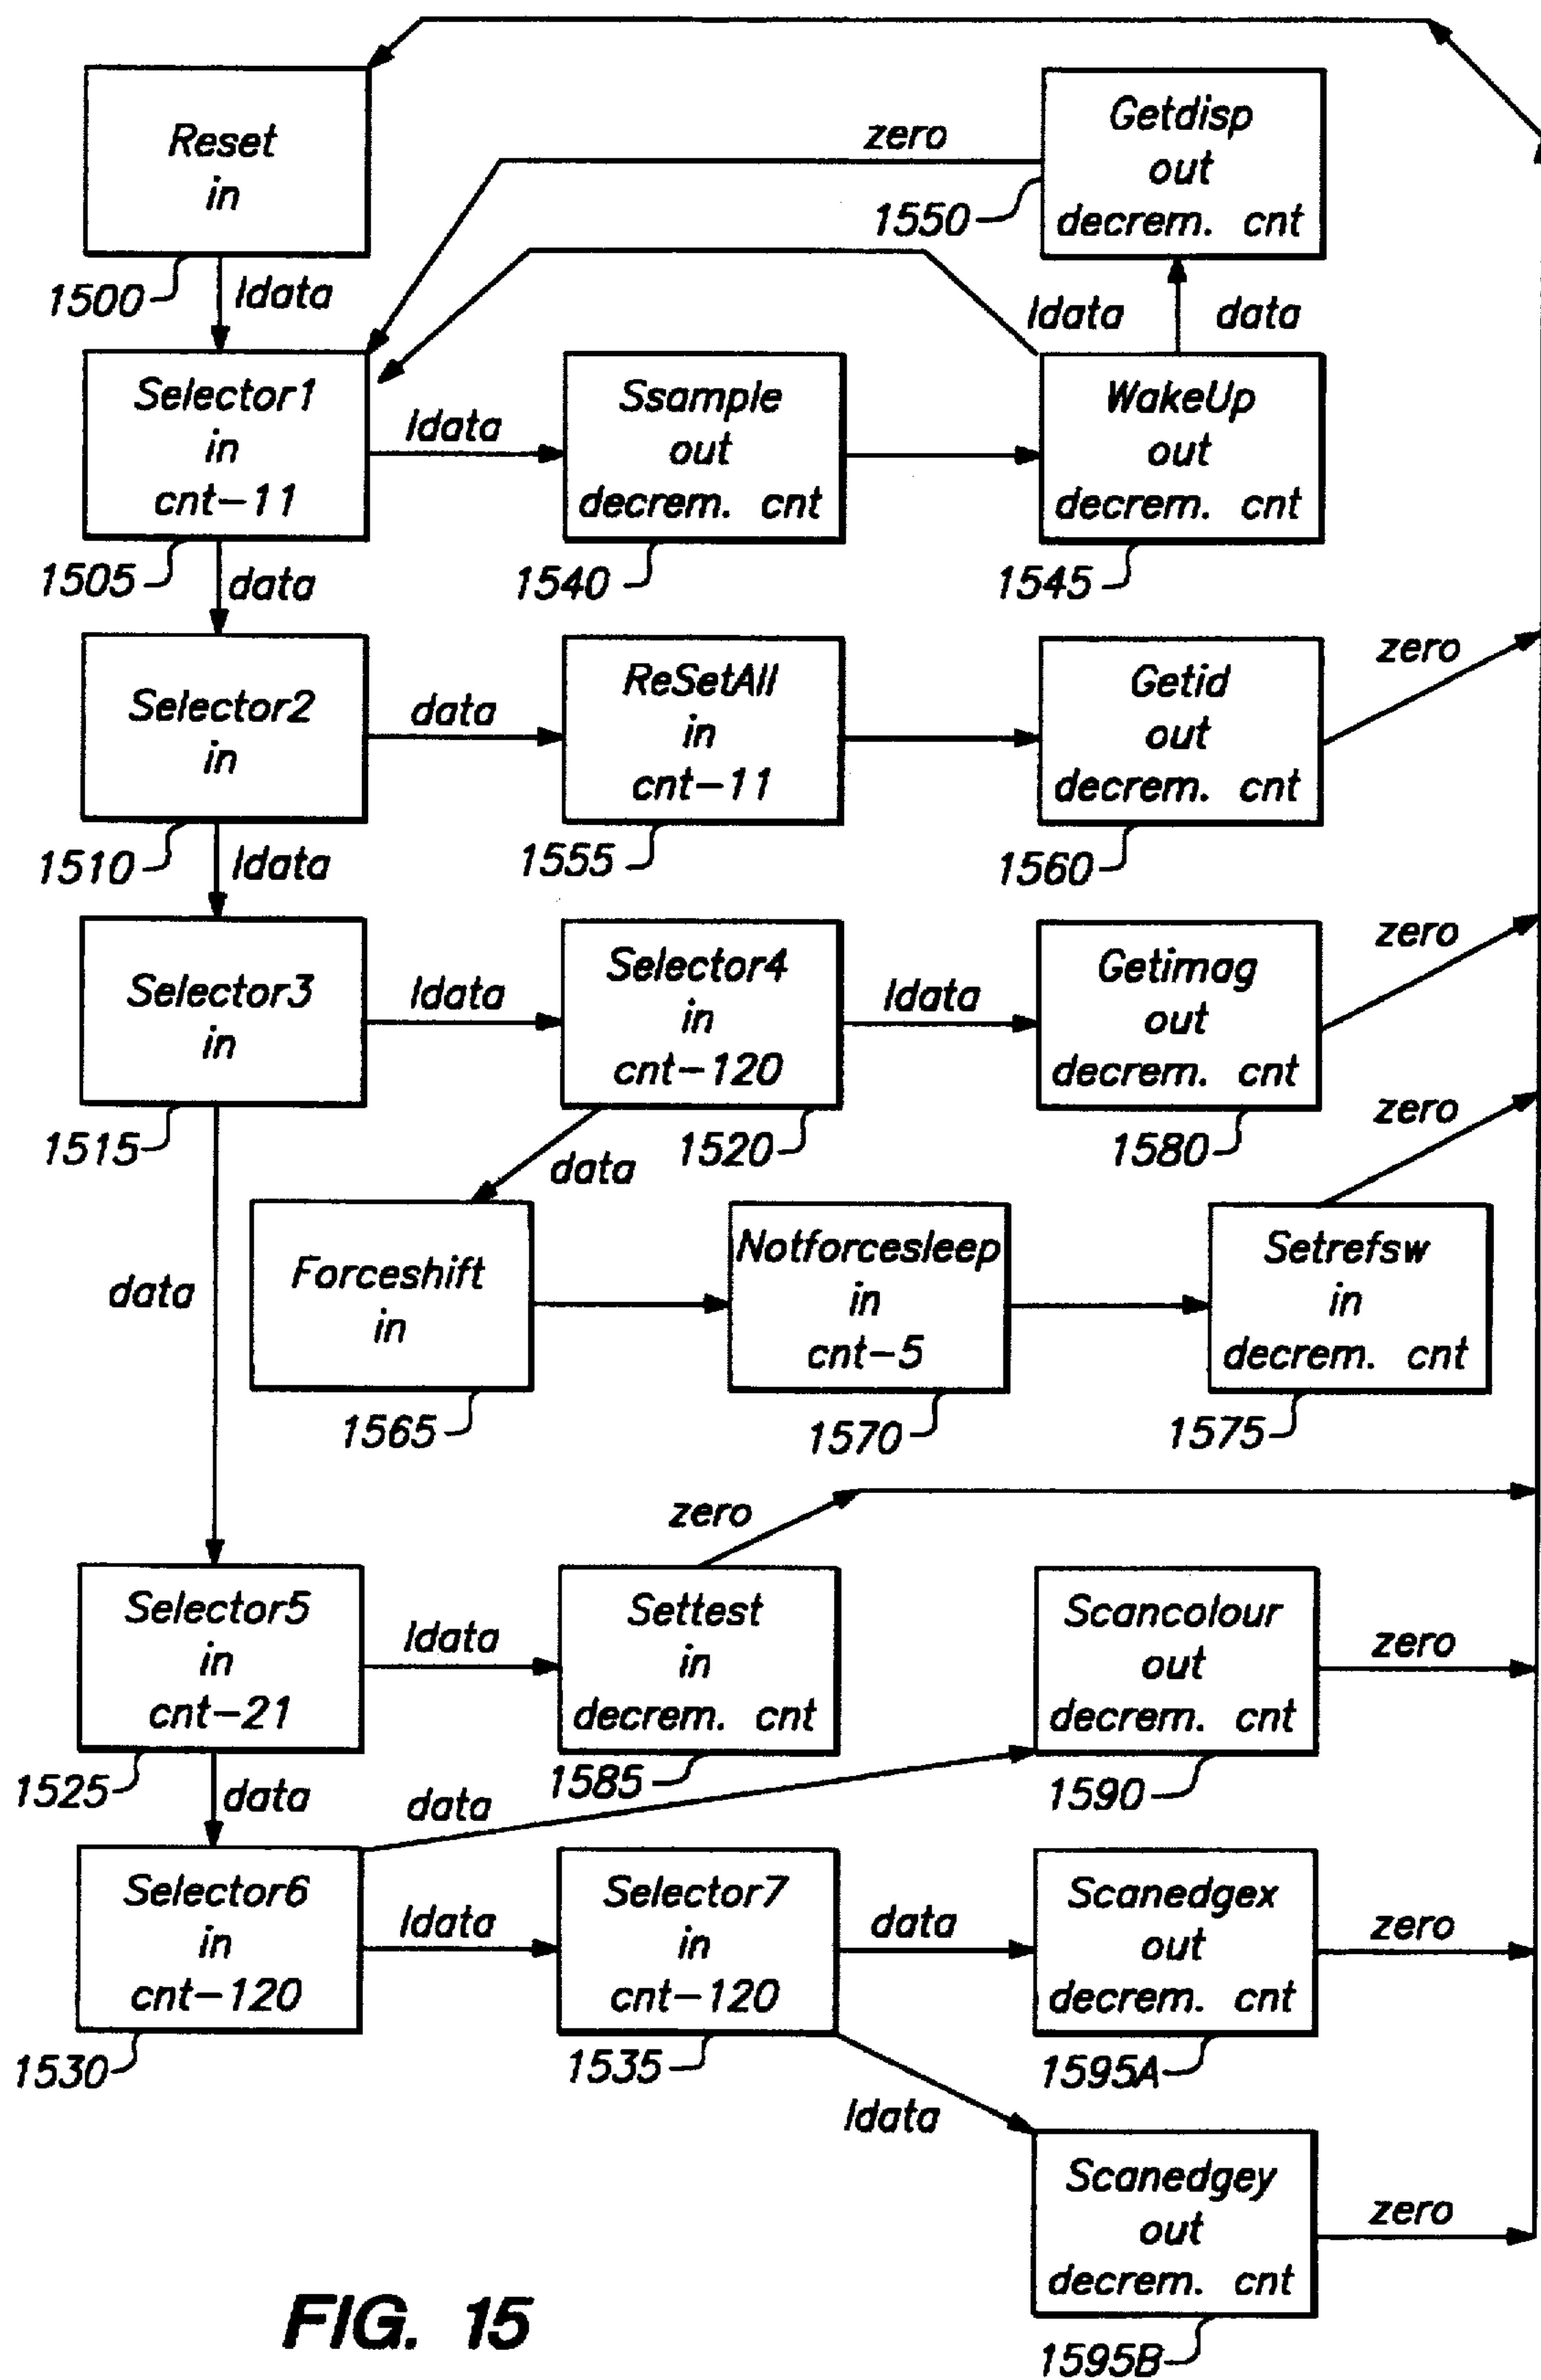 Reset
in
1500
ldata
zero
Getdisp
out
decrem. cnt
1550
ldata
data
Selector1
in
cnt-11
1505
ldata
Ssample
out
decrem. cnt
1540
WakeUp
out
decrem. cnt
1545
data
Selector2
in
1510
data
ReSetAll
in
cnt-11
1555
Getid
out
decrem. cnt
1560
zero
ldata
Selector3
in
1515
ldata
Selector4
in
cnt-120
1520
ldata
Getimag
out
decrem. cnt
1580
zero
data
data
Forceshift
in
1565
Notforcesleep
in
cnt-5
1570
Setrefsw
in
decrem. cnt
1575
zero
Selector5
in
cnt-21
1525
ldata
Settest
in
decrem. cnt
1585
zero
Scancolour
out
decrem. cnt
1590
zero
data
data
Selector6
in
cnt-120
1530
ldata
Selector7
in
cnt-120
1535
data
Scanedgex
out
decrem. cnt
1595A
zero
ldata
Scanedgey
out
decrem. cnt
1595B
zero
FIG. 15